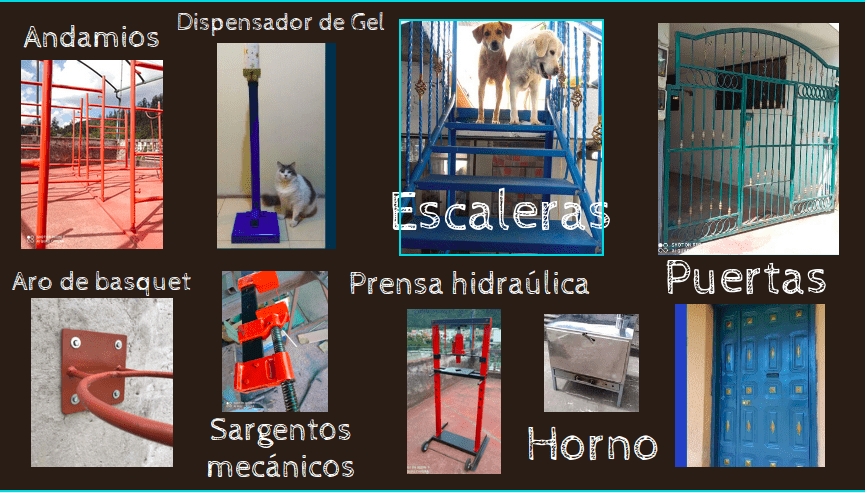 Andamios
Dispensador de Gel
Escaleras
Aro de basquet
Sargentos
mecánicos
Prensa hidraúlica
Horno
Puertas